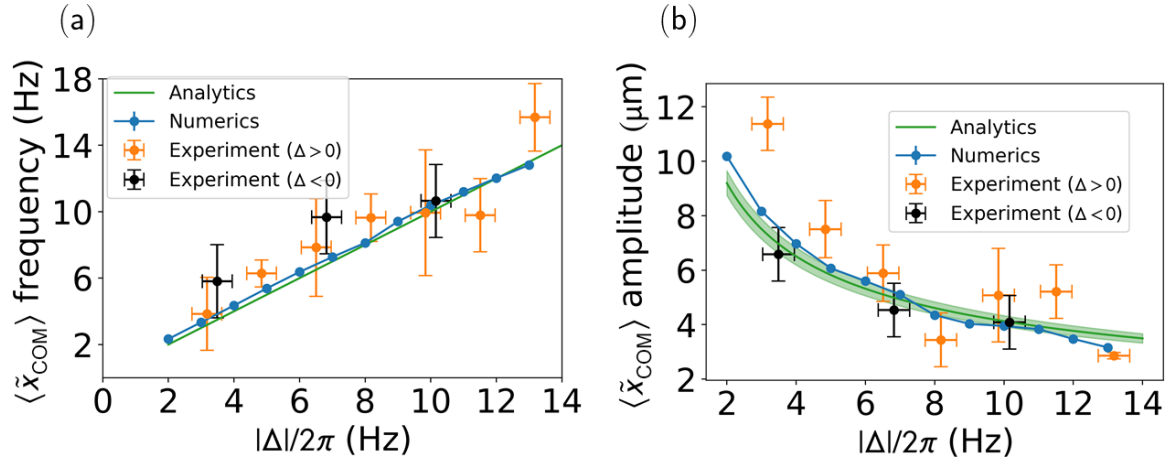 (a)
18
14
10
6
2
⟨x̃COM⟩ frequency (Hz)
Analytics
Numerics
Experiment (Δ > 0)
Experiment (Δ < 0)
0 2 4 6 8 10 12 14
|Δ|/2π (Hz)
(b)
12
10
8
6
4
2
⟨x̃COM⟩ amplitude (μm)
Analytics
Numerics
Experiment (Δ > 0)
Experiment (Δ < 0)
2 4 6 8 10 12 14
|Δ|/2π (Hz)